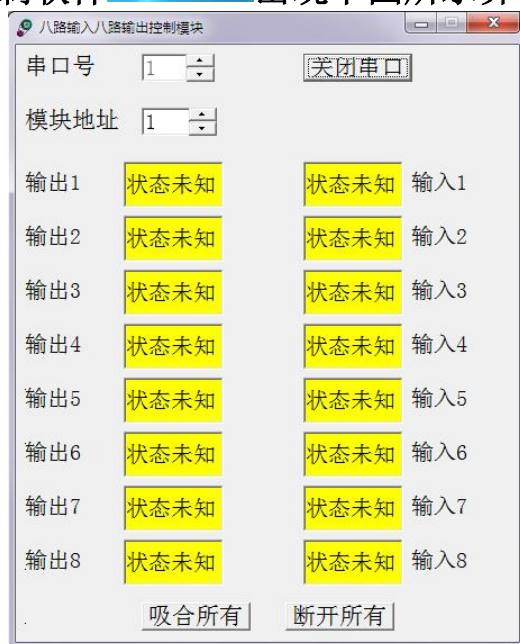 八路输入八路输出控制模块
串口号 1 关闭串口
模块地址 1
输出1 状态未知 状态未知 输入1
输出2 状态未知 状态未知 输入2
输出3 状态未知 状态未知 输入3
输出4 状态未知 状态未知 输入4
输出5 状态未知 状态未知 输入5
输出6 状态未知 状态未知 输入6
输出7 状态未知 状态未知 输入7
输出8 状态未知 状态未知 输入8
吸合所有 断开所有